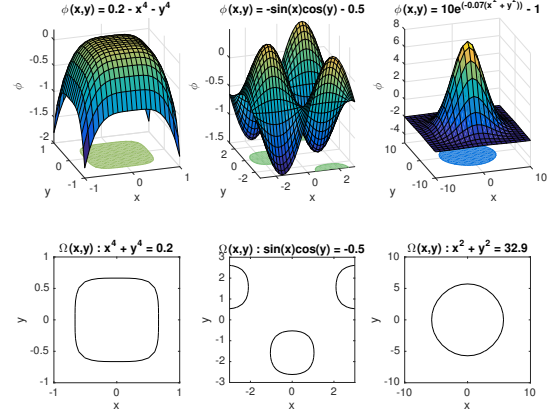 ϕ(x,y) = 0.2 - x⁴ - y⁴
ϕ(x,y) = -sin(x)cos(y) - 0.5
ϕ(x,y) = 10e^(-0.07(x² + y²)) - 1
ϕ
0
-0.5
-1
-1.5
-2
y
1
0
-1
x
-1
0
1
ϕ
0
-0.5
-1
-1.5
y
2
0
-2
x
-2
0
2
ϕ
8
6
4
2
0
-2
-4
y
10
0
-10
x
-10
0
10
Ω(x,y) : x⁴ + y⁴ = 0.2
Ω(x,y) : sin(x)cos(y) = -0.5
Ω(x,y) : x² + y² = 32.9
y
1
0.5
0
-0.5
-1
-1
0
1
x
y
3
2
1
0
-1
-2
-3
-2
0
2
x
y
10
5
0
-5
-10
-10
0
10
x